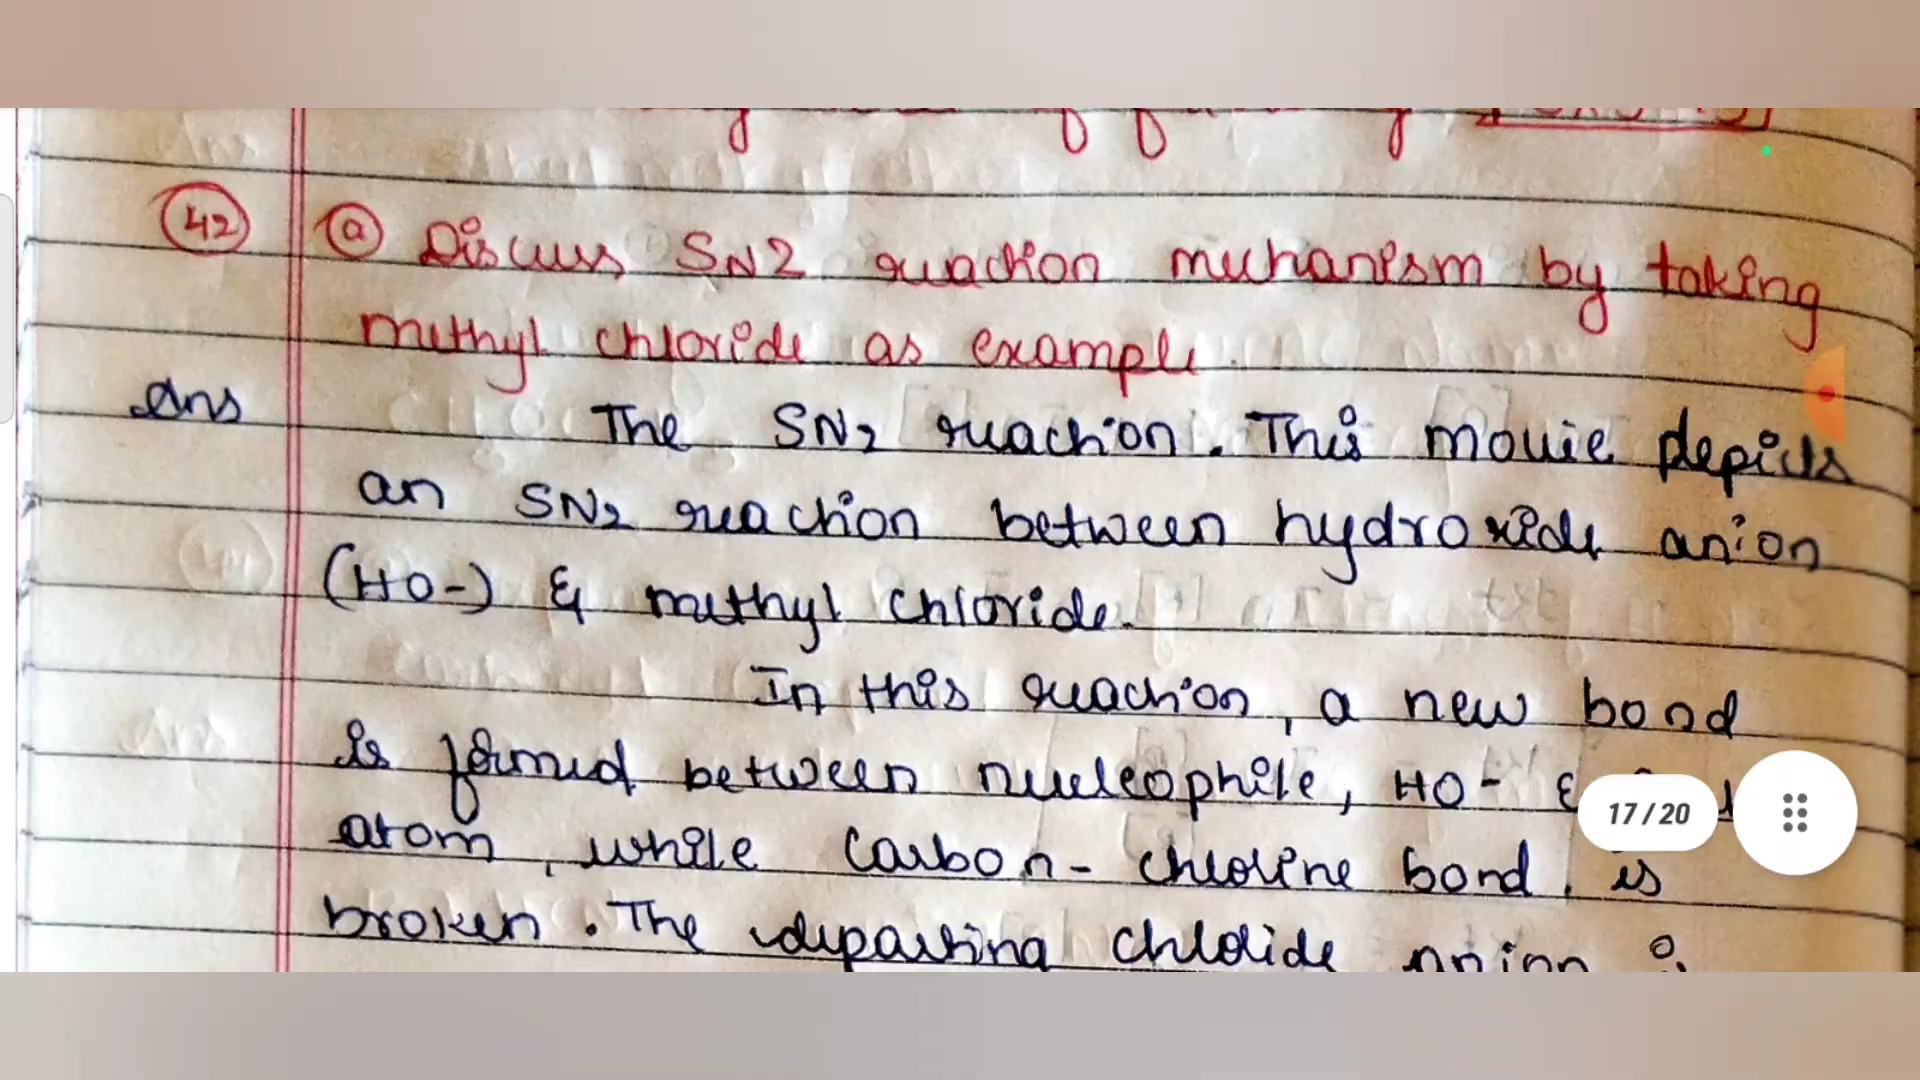 42 a Discuss SN2 reaction mechanism by taking
methyl chloride as example.
Ans The SN2 reaction. This movie depicts
an SN2 reaction between hydroxide anion
(HO-) & methyl chloride.
In this reaction, a new bond
is formed between nucleophile, HO- &
17/20
atom, while carbon-chlorine bond, is
broken. The departing chloride anion